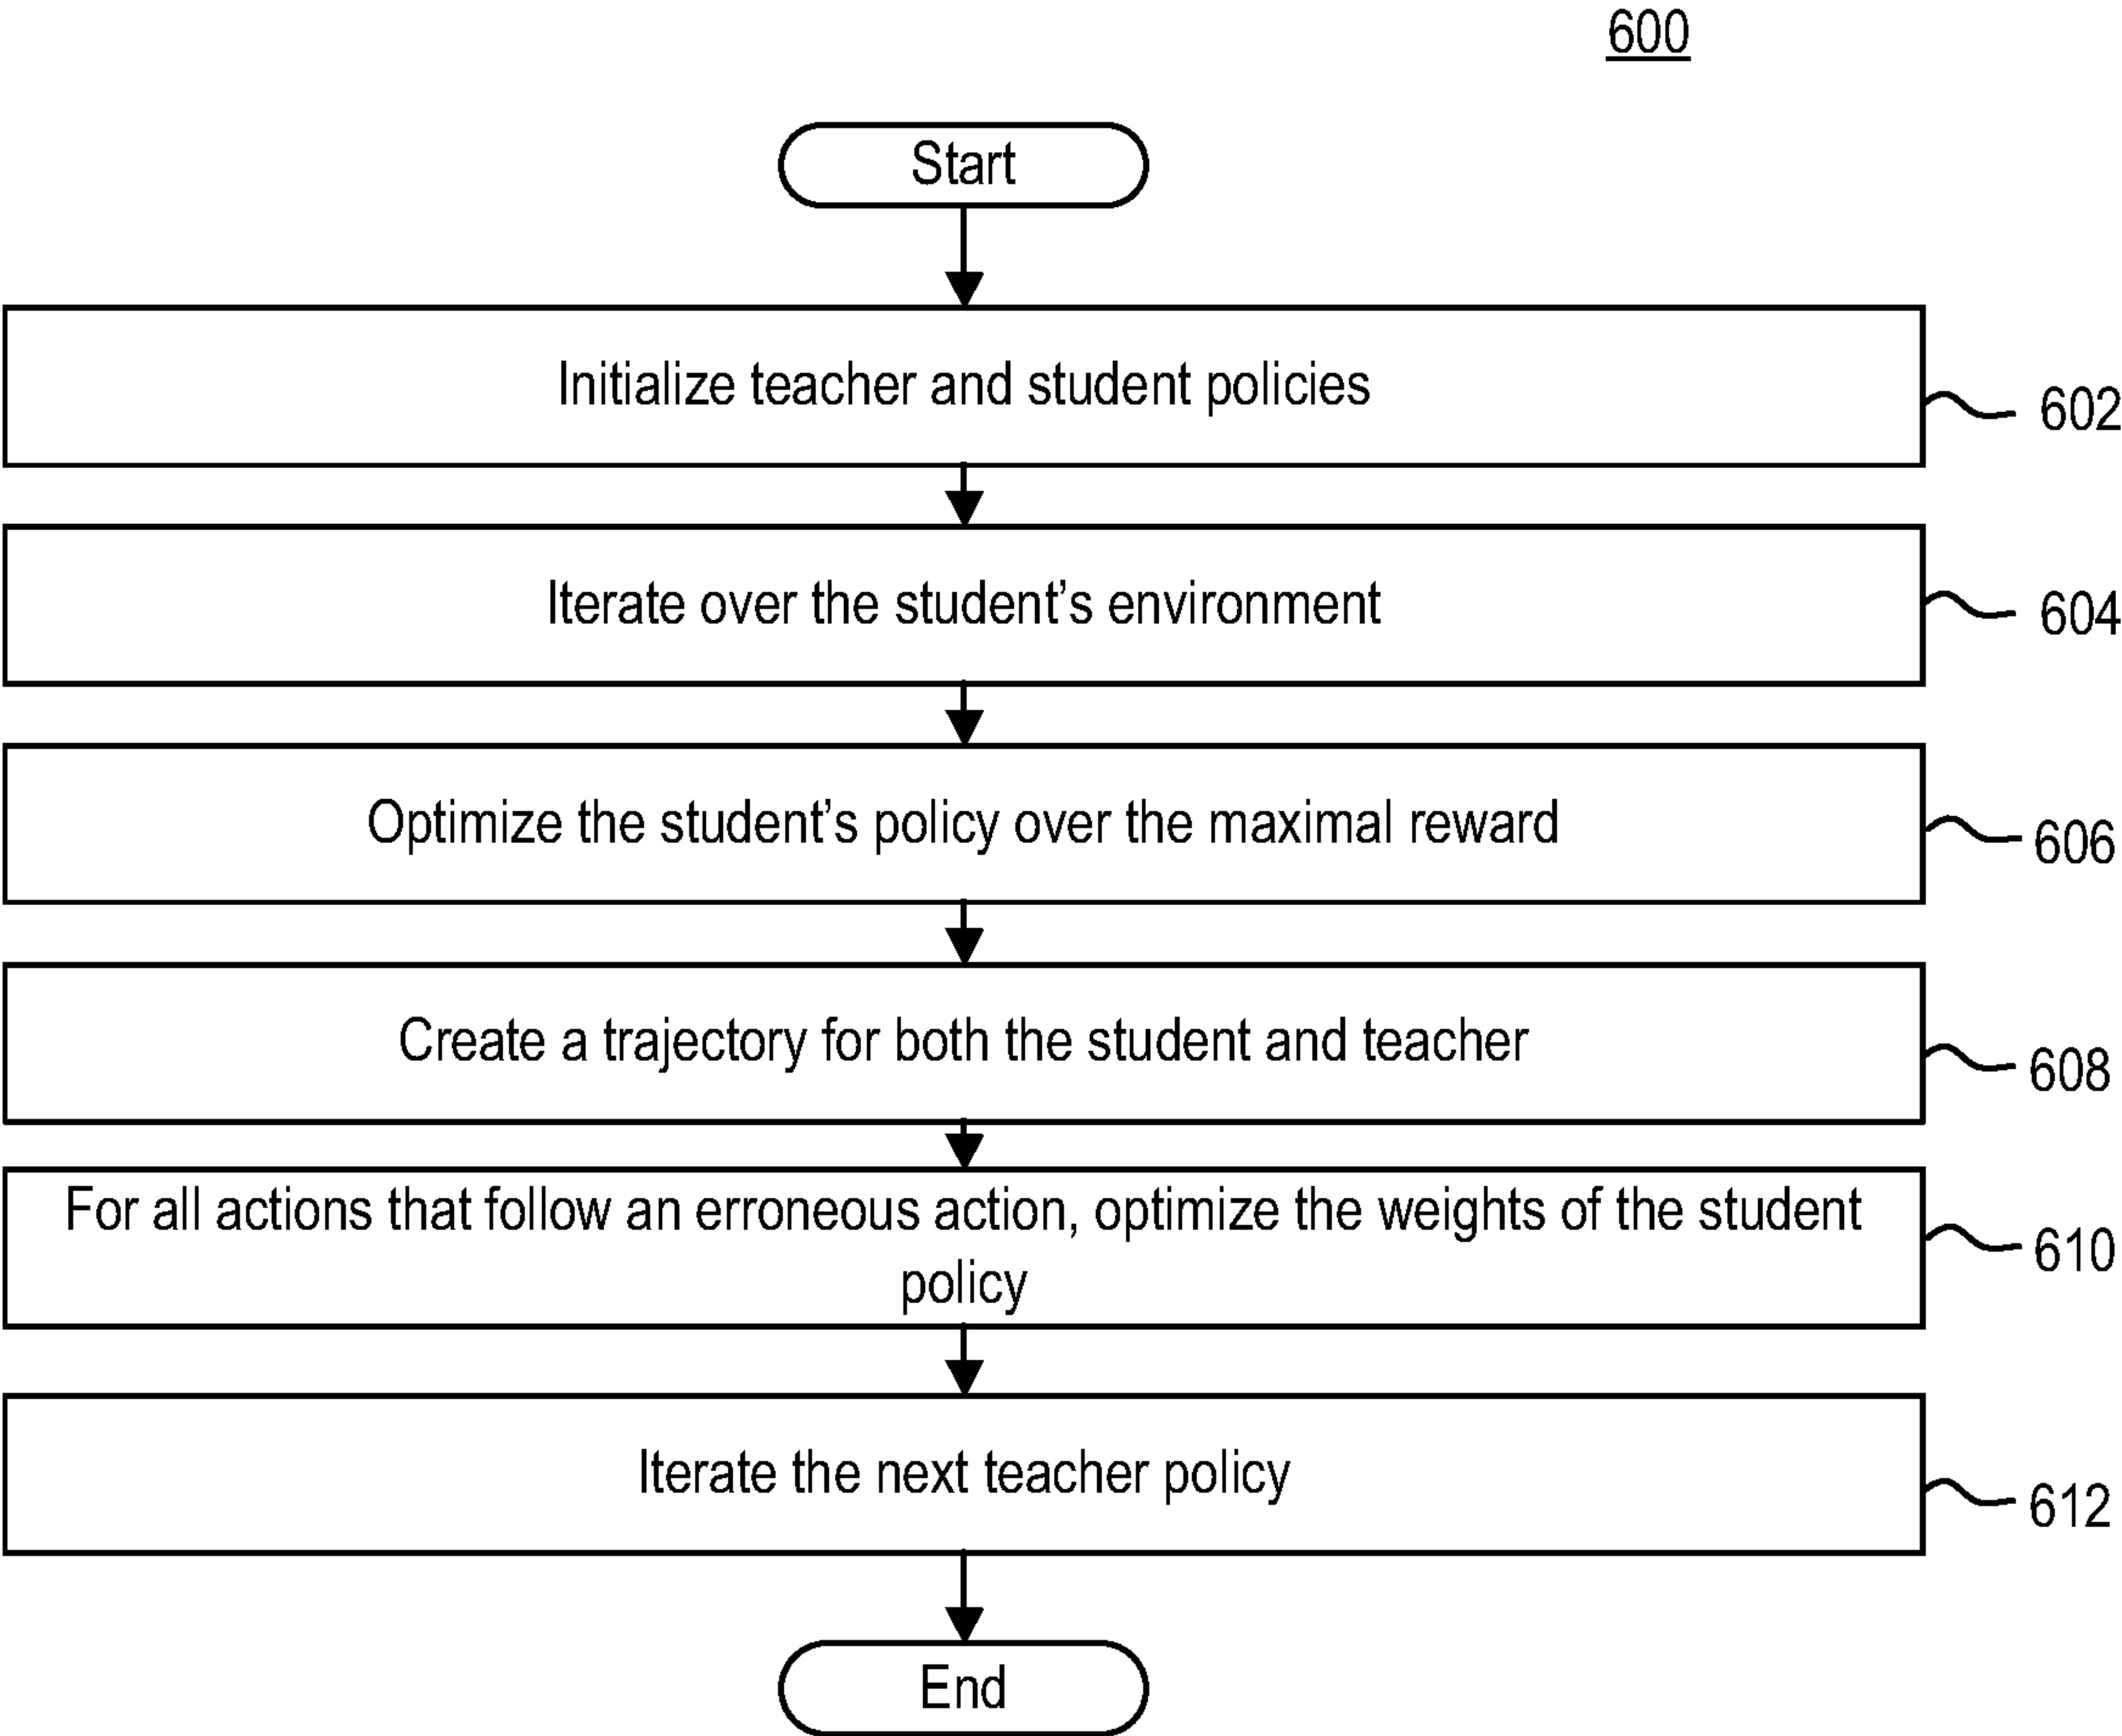 600
Start
Initialize teacher and student policies
602
Iterate over the student's environment
604
Optimize the student's policy over the maximal reward
606
Create a trajectory for both the student and teacher
608
For all actions that follow an erroneous action, optimize the weights of the student
policy
610
Iterate the next teacher policy
612
End